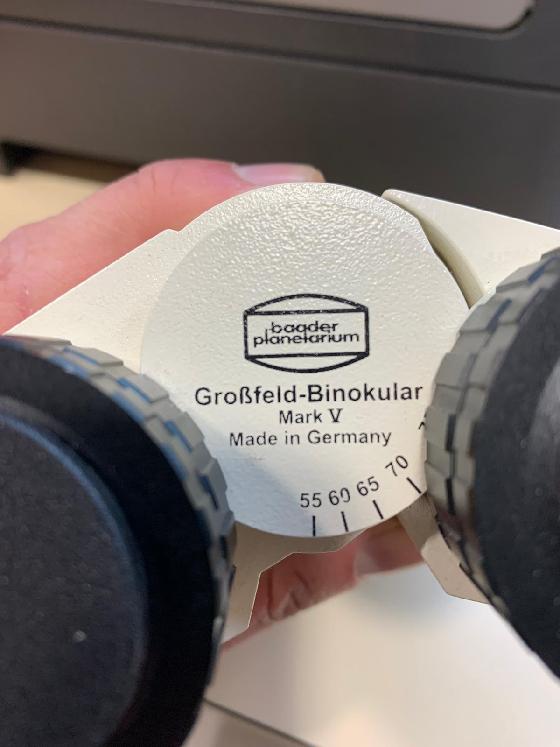 baader
planetarium
Großfeld-Binokular
Mark V
Made in Germany
55 60 65 70